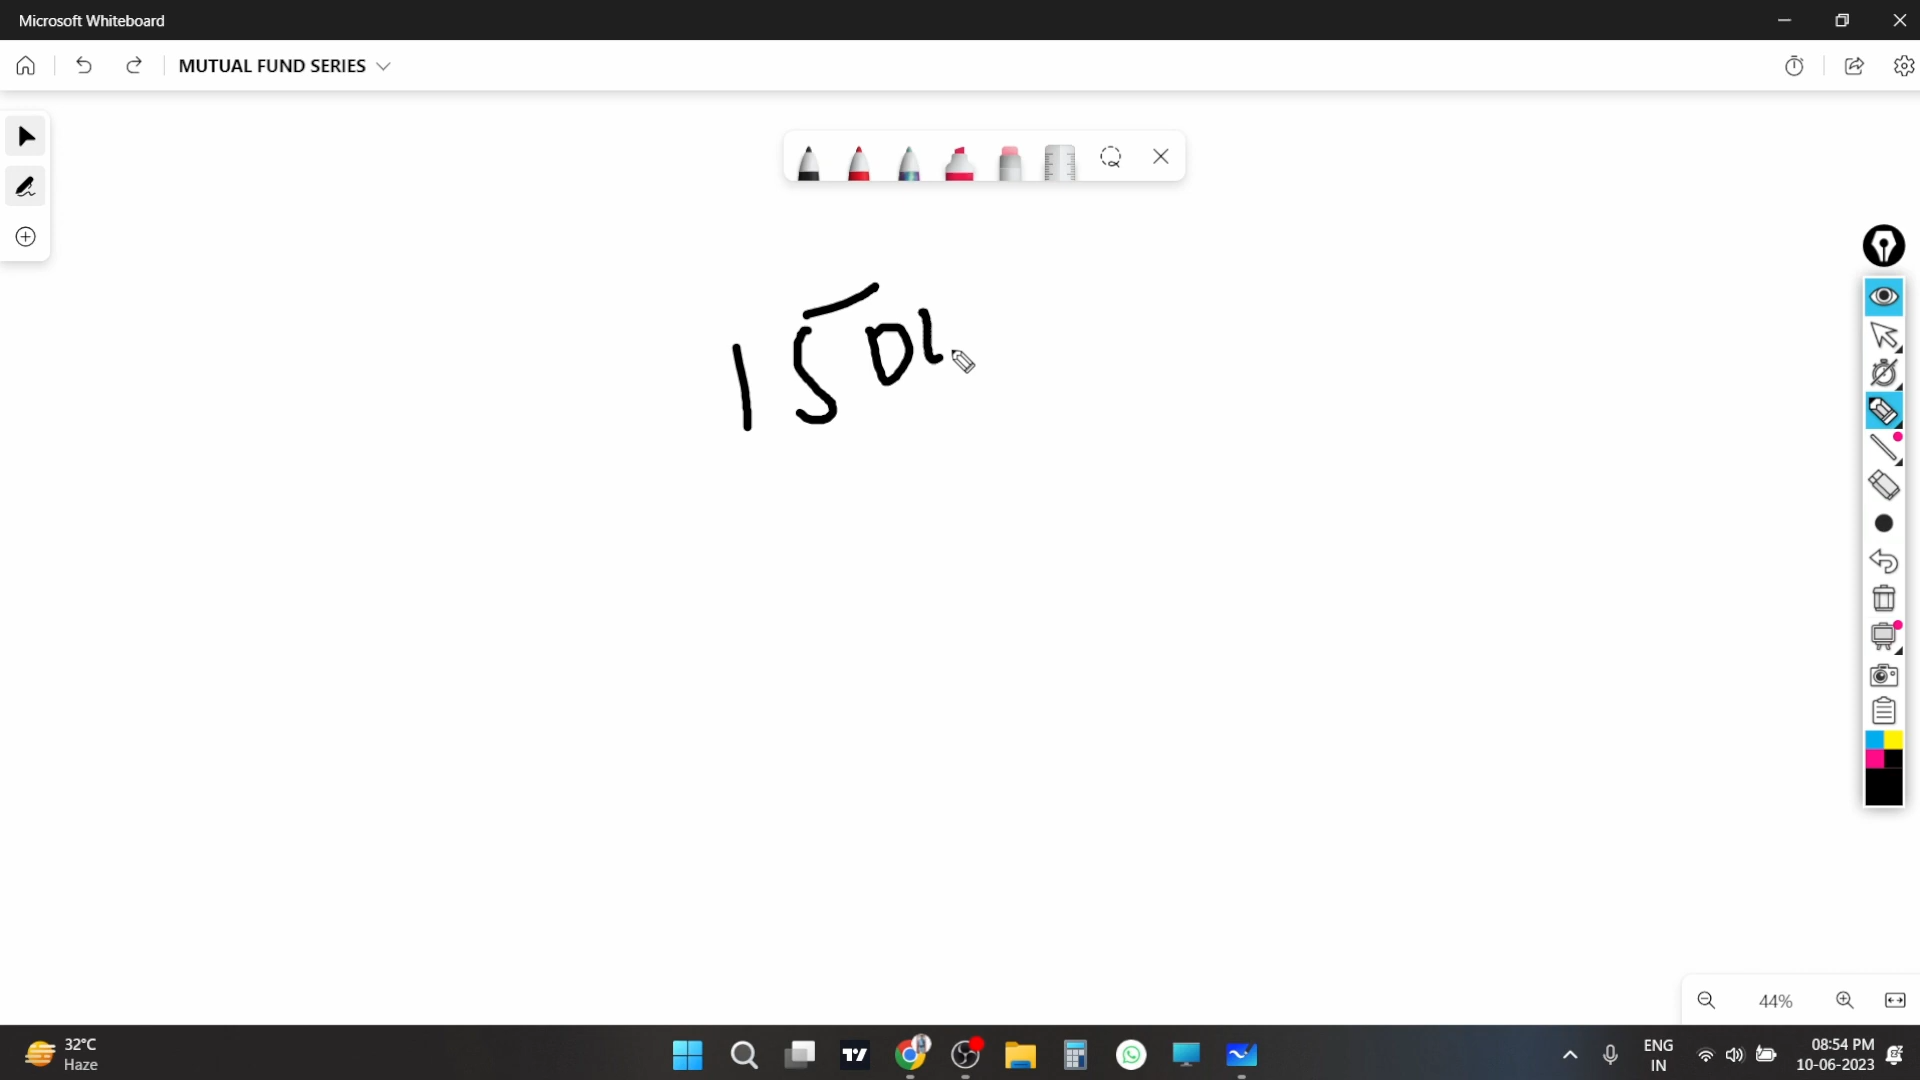 Microsoft Whiteboard
MUTUAL FUND SERIES
15
44%
32°C
Haze
ENG
IN
08:54 PM
10-06-2023